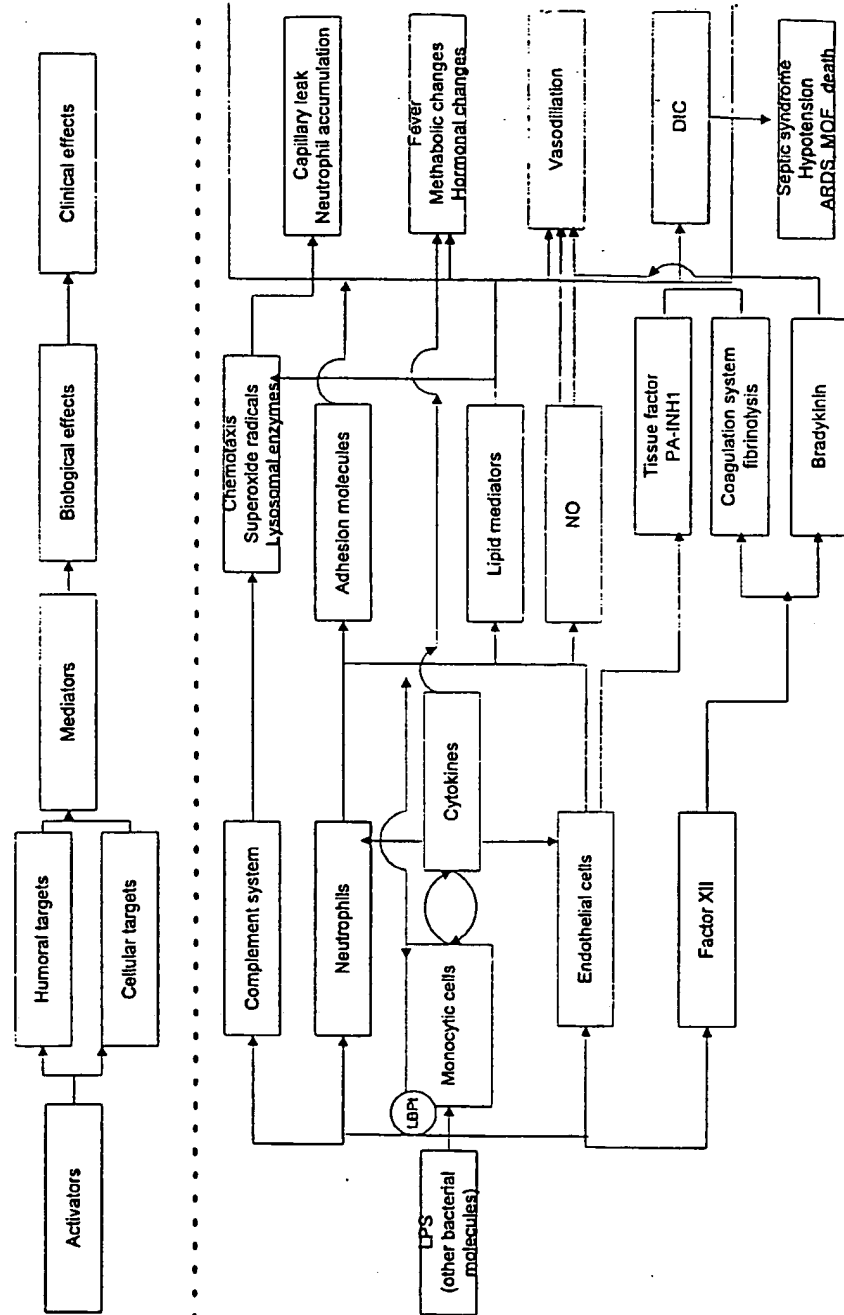 Activators
Humoral targets
Cellular targets
Mediators
Biological effects
Clinical effects
LPS
(other bacterial
molecules)
LBPt
Complement system
Neutrophils
Monocytic cells
Endothelial cells
Factor XII
Cytokines
Chemotaxis
Superoxide radicals
Lysosomal enzymes
Adhesion molecules
Lipid mediators
NO
Tissue factor
PA-INH1
Coagulation system
fibrinolysis
Bradykinin
Capillary leak
Neutrophil accumulation
Fever
Methabolic changes
Hormonal changes
Vasodilation
DIC
Septic syndrome
Hypotension
ARDS, MOF, death